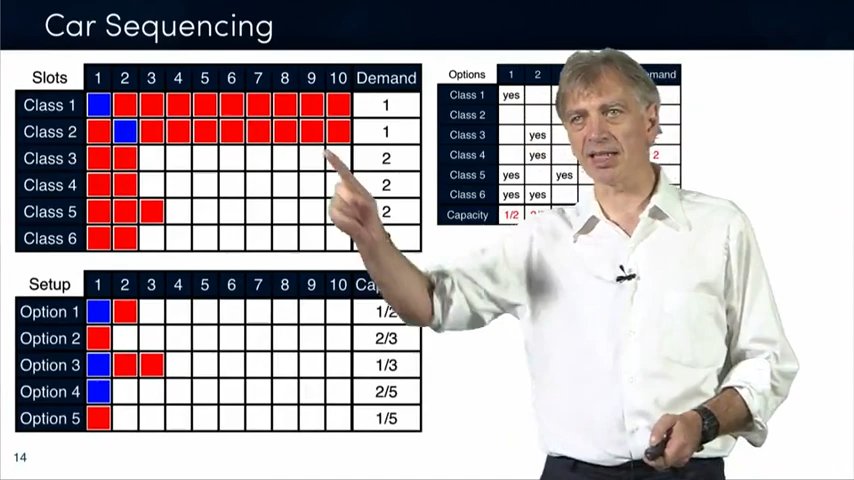 Car Sequencing
Slots 1 2 3 4 5 6 7 8 9 10 Demand
Class 1 1
Class 2 1
Class 3 2
Class 4 2
Class 5 2
Class 6
Setup 1 2 3 4 5 6 7 8 9 10
Option 1 1/2
Option 2 2/3
Option 3 1/3
Option 4 2/5
Option 5 1/5
Options 1 2
Class 1 yes
Class 2
Class 3 yes
Class 4 yes 2
Class 5 yes yes
Class 6 yes yes
Capacity 1/2
14